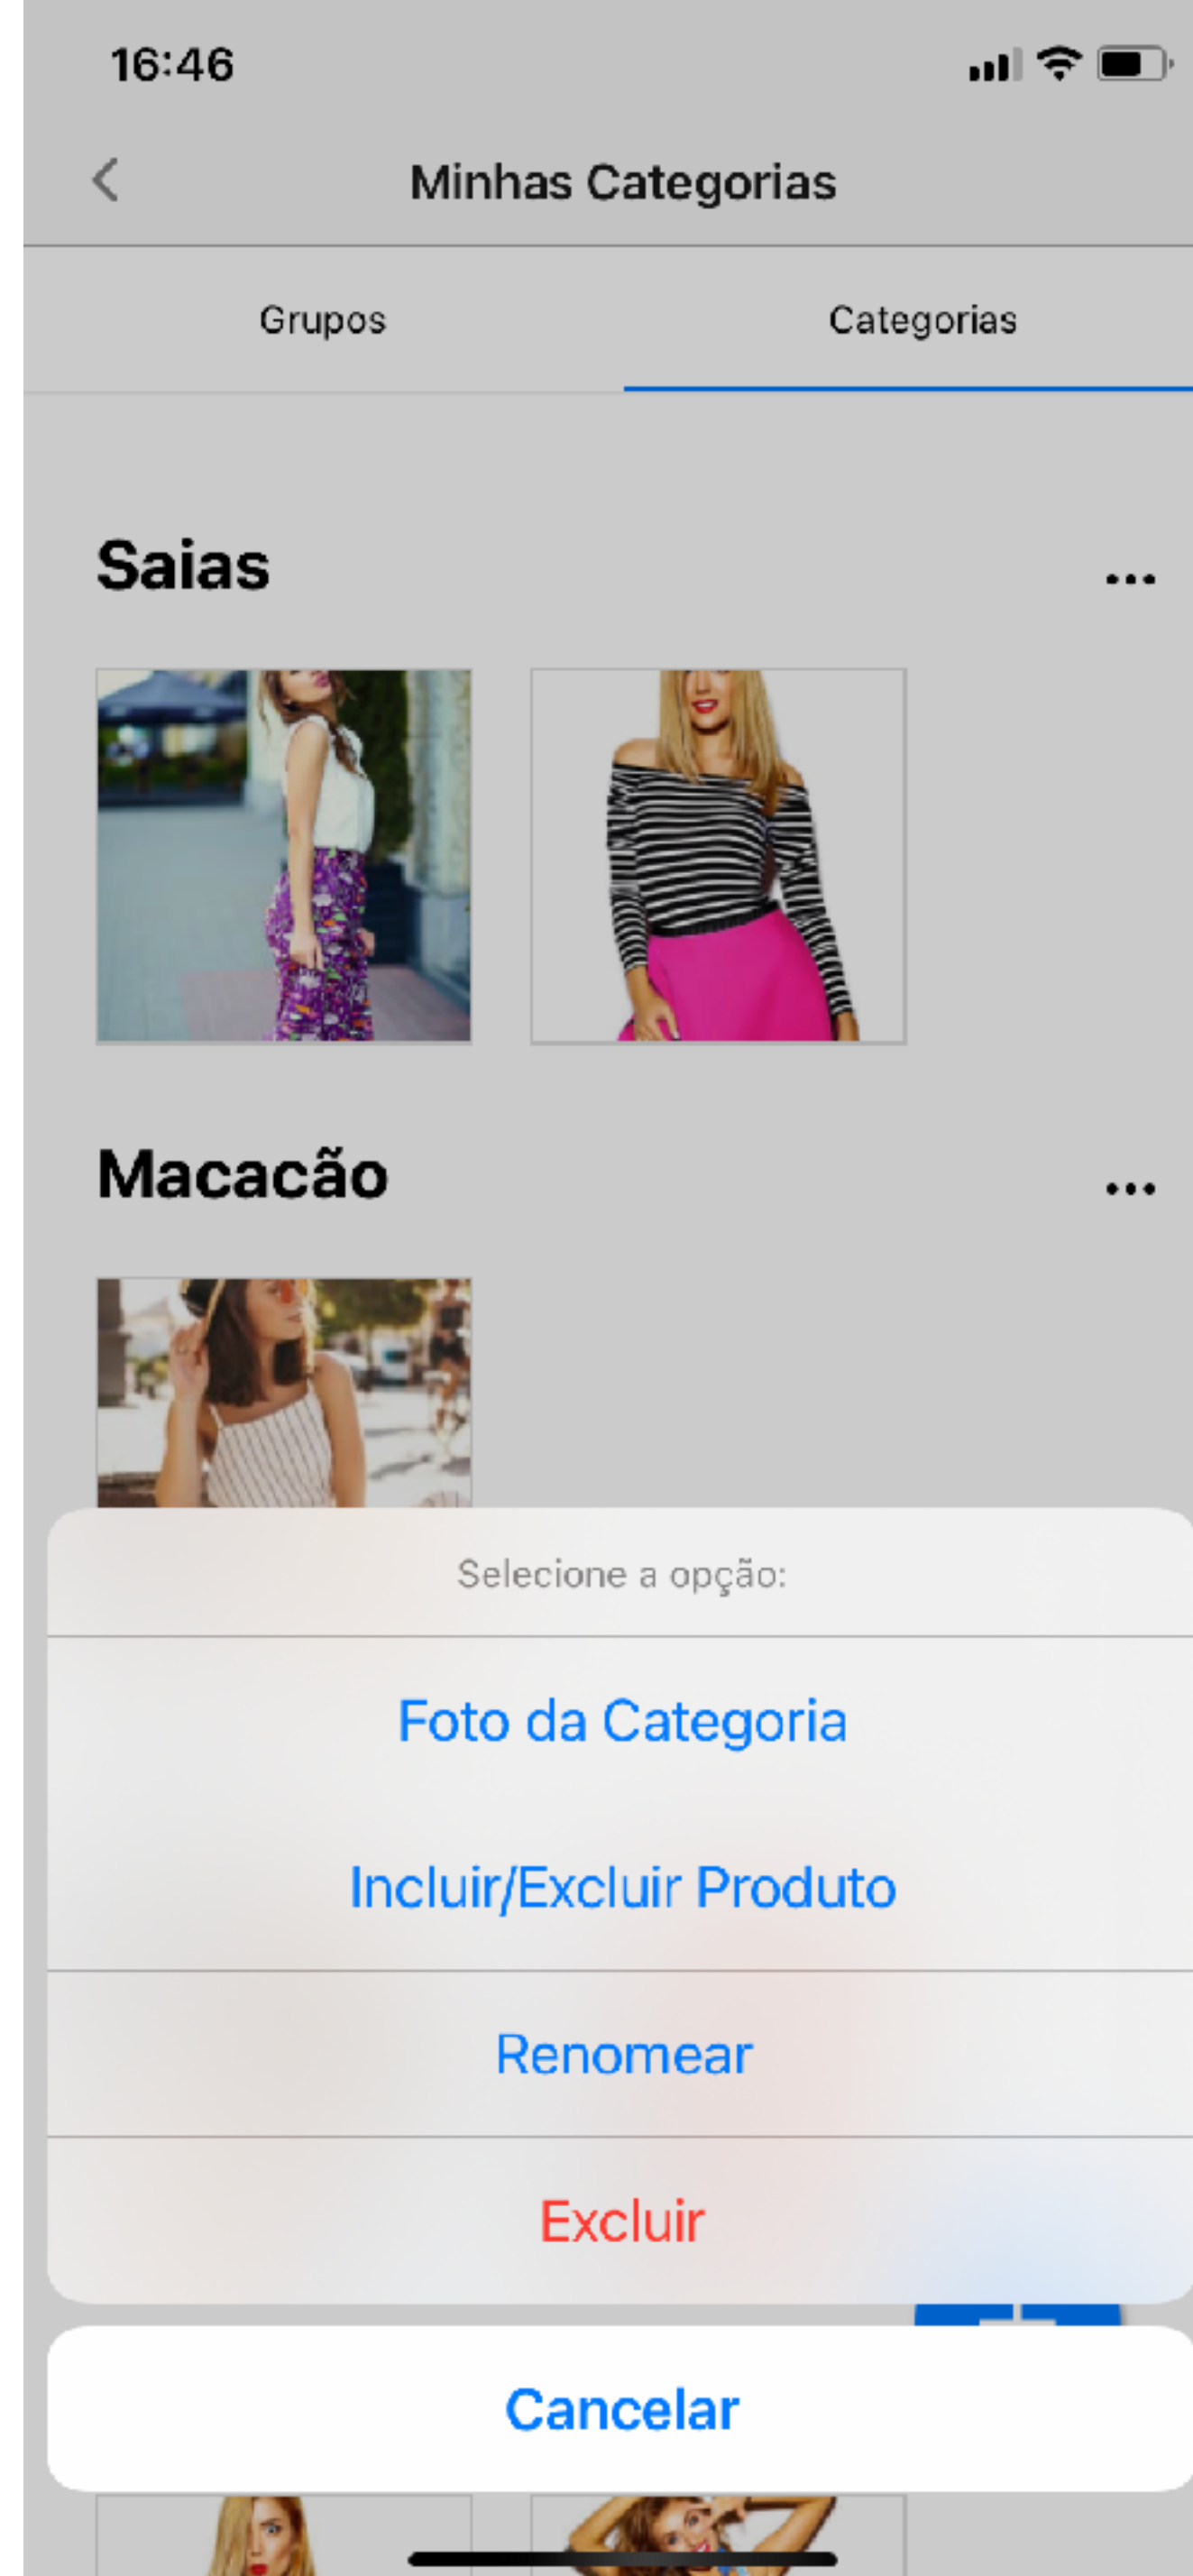 16:46
Minhas Categorias
Grupos
Categorias
Saias
Macacão
Selecione a opção:
Foto da Categoria
Incluir/Excluir Produto
Renomear
Excluir
Cancelar